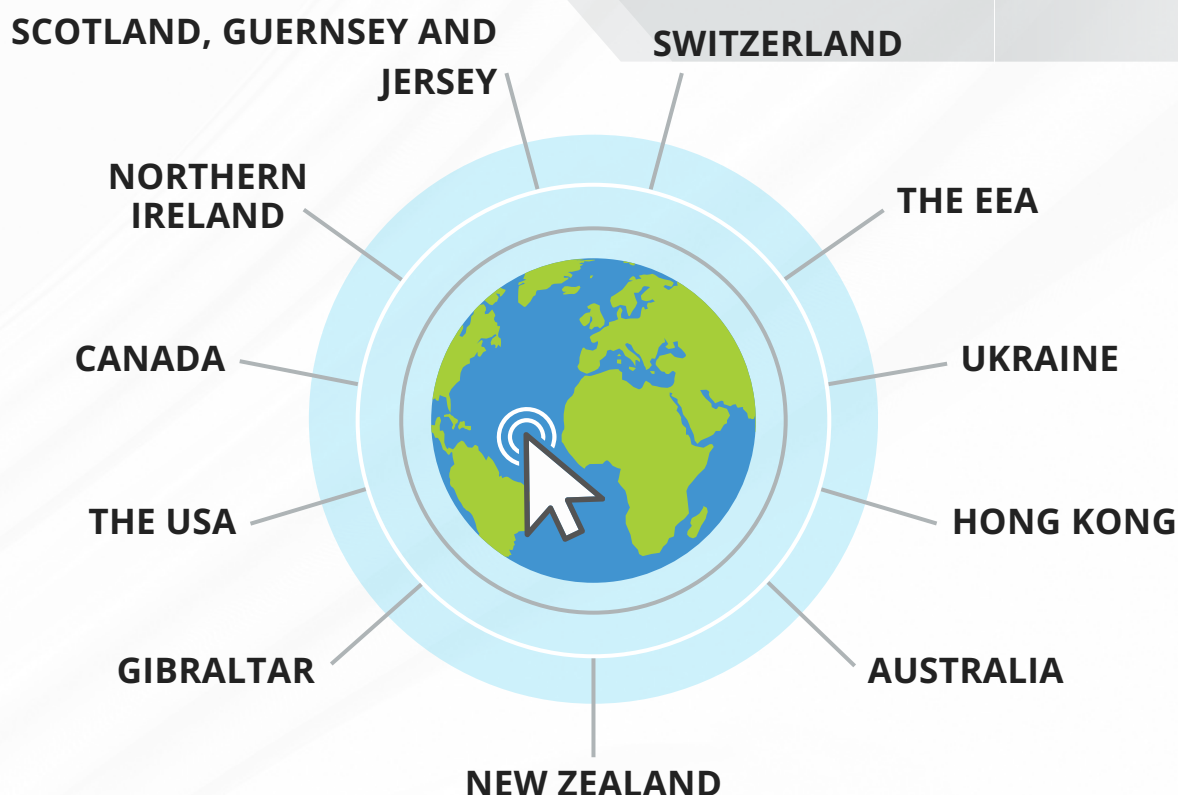 SCOTLAND, GUERNSEY AND
JERSEY
SWITZERLAND
NORTHERN
IRELAND
THE EEA
CANADA
UKRAINE
THE USA
HONG KONG
GIBRALTAR
AUSTRALIA
NEW ZEALAND